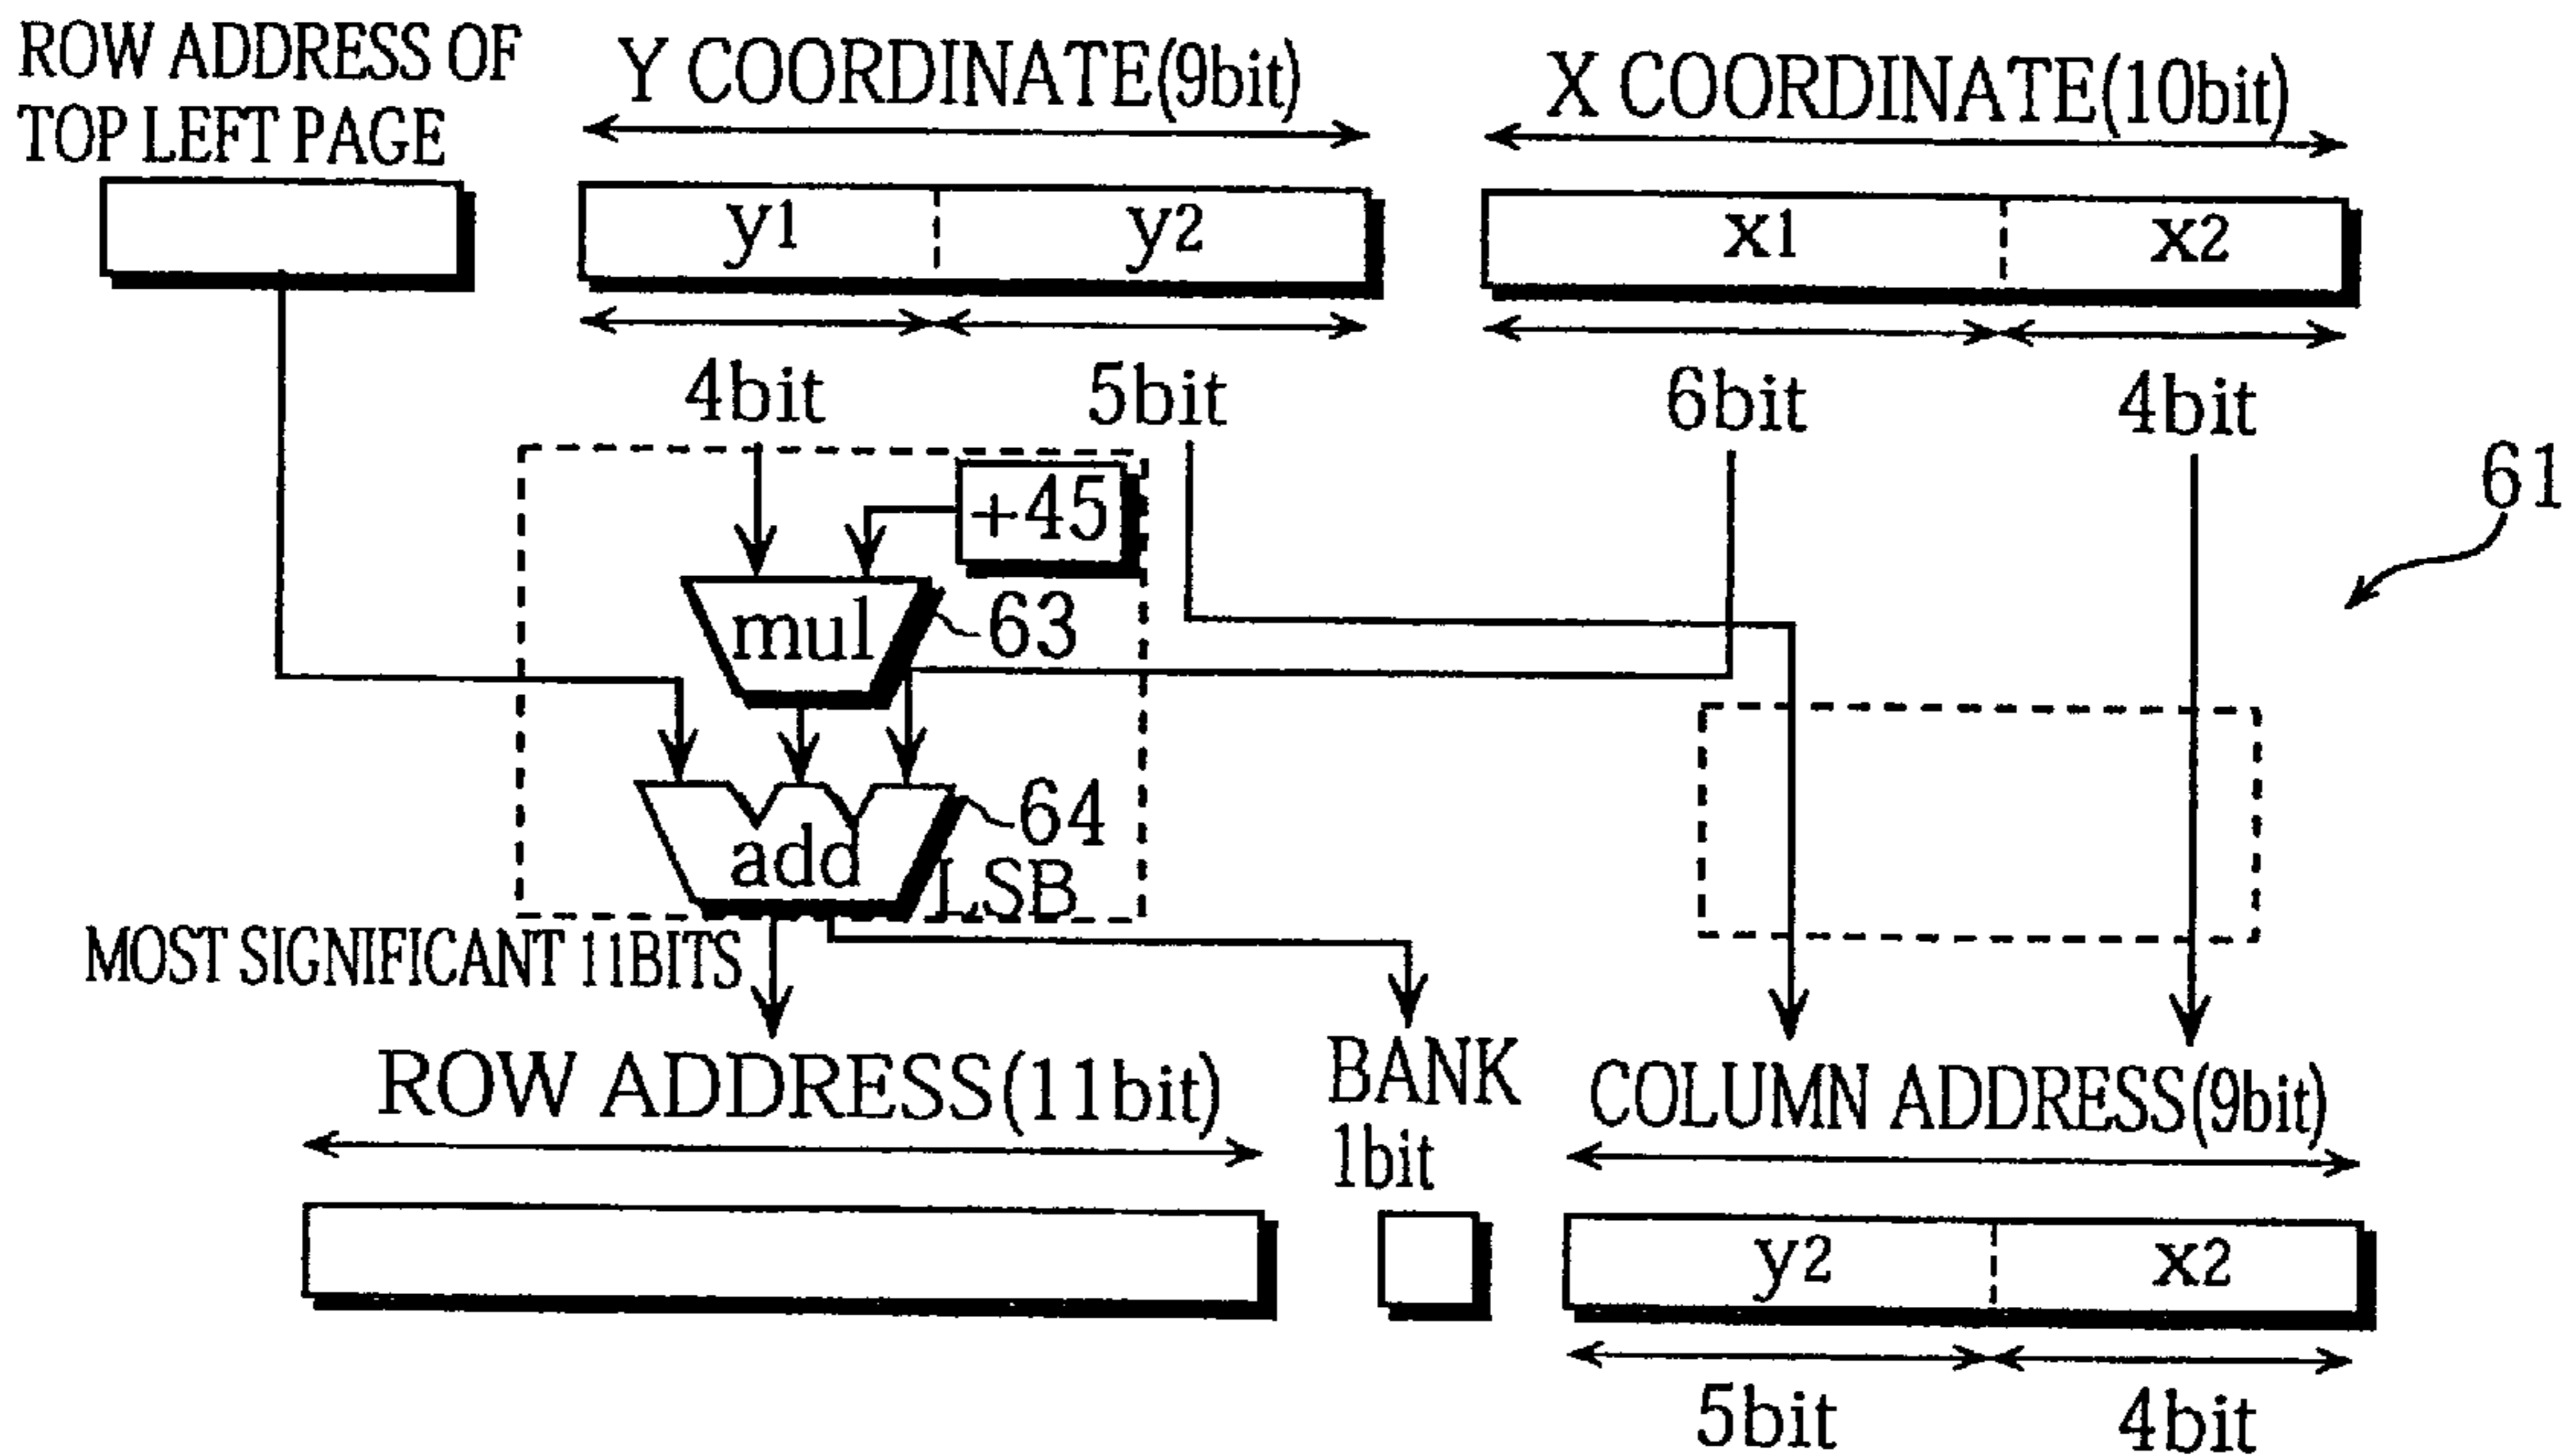 ROW ADDRESS OF
TOP LEFT PAGE
Y COORDINATE(9bit)
X COORDINATE(10bit)
y1
y2
x1
x2
4bit
5bit
6bit
4bit
61
+45
mul
63
add
64
LSB
MOST SIGNIFICANT 11BITS
ROW ADDRESS(11bit)
BANK
1bit
COLUMN ADDRESS(9bit)
y2
x2
5bit
4bit